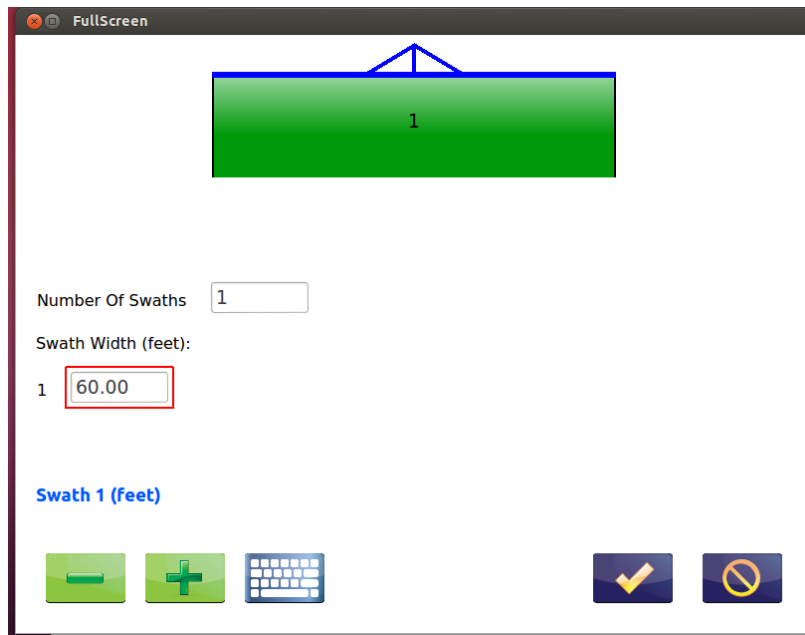 FullScreen
1
Number Of Swaths 1
Swath Width (feet):
1 60.00
Swath 1 (feet)